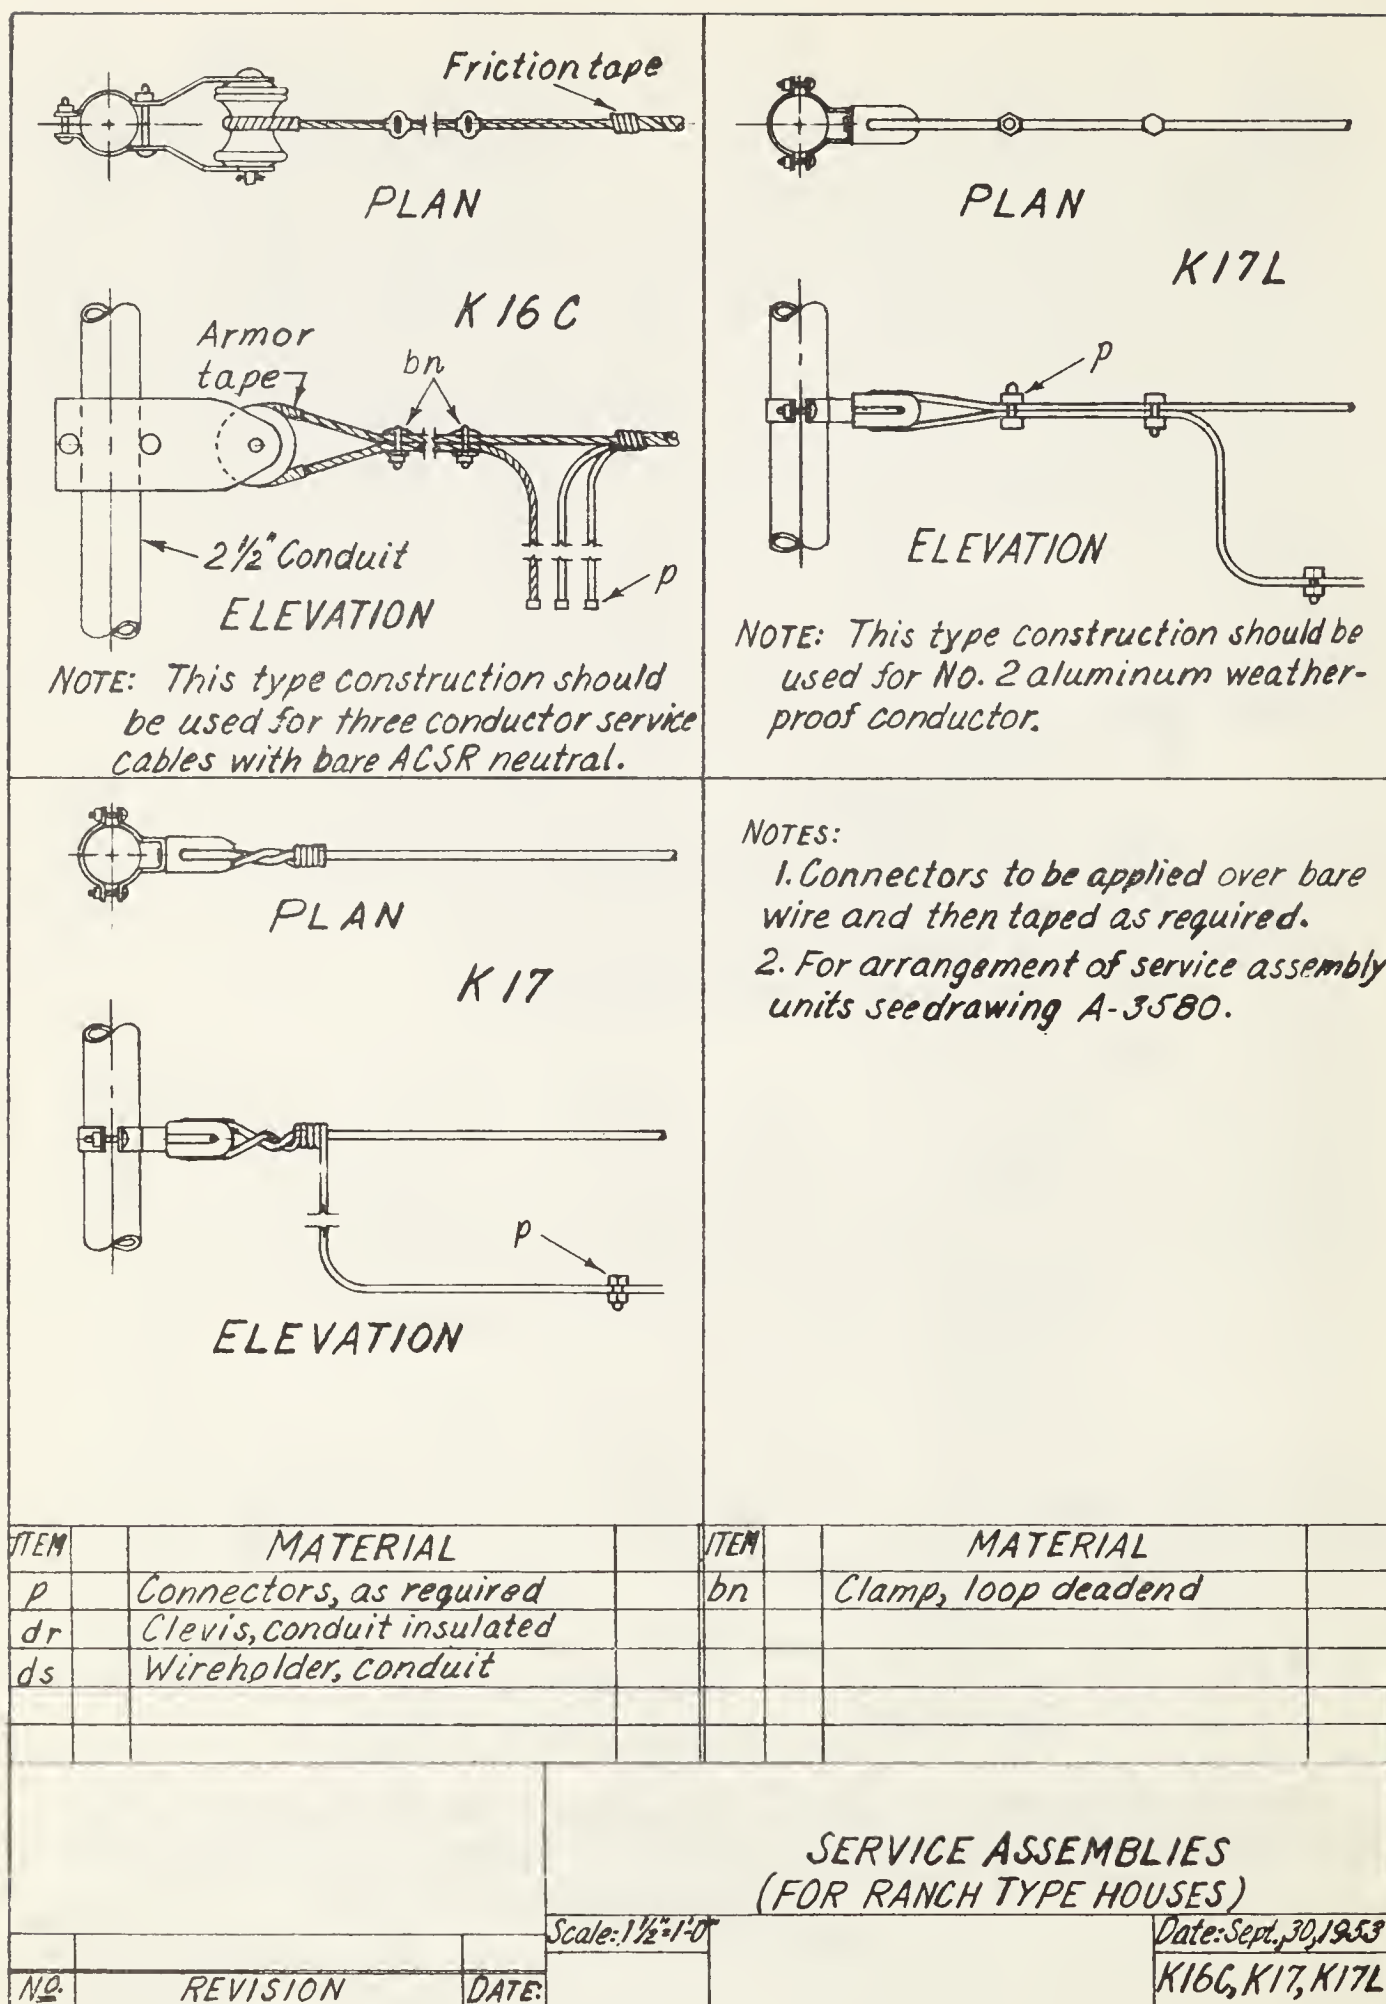 Friction tape
PLAN
K16C
Armor
tape
bn
2½" Conduit
p
ELEVATION
NOTE: This type construction should
be used for three conductor service
cables with bare ACSR neutral.
PLAN
K17L
p
ELEVATION
NOTE: This type construction should be
used for No. 2 aluminum weather-
proof conductor.
PLAN
K17
p
ELEVATION
NOTES:
1. Connectors to be applied over bare
wire and then taped as required.
2. For arrangement of service assembly
units see drawing A-3580.
ITEM MATERIAL ITEM MATERIAL
p Connectors, as required bn Clamp, loop deadend
dr Clevis, conduit insulated
ds Wireholder, conduit
SERVICE ASSEMBLIES
(FOR RANCH TYPE HOUSES)
Scale: 1½"=1'-0" Date: Sept. 30, 1953
No. REVISION DATE: K16C, K17, K17L